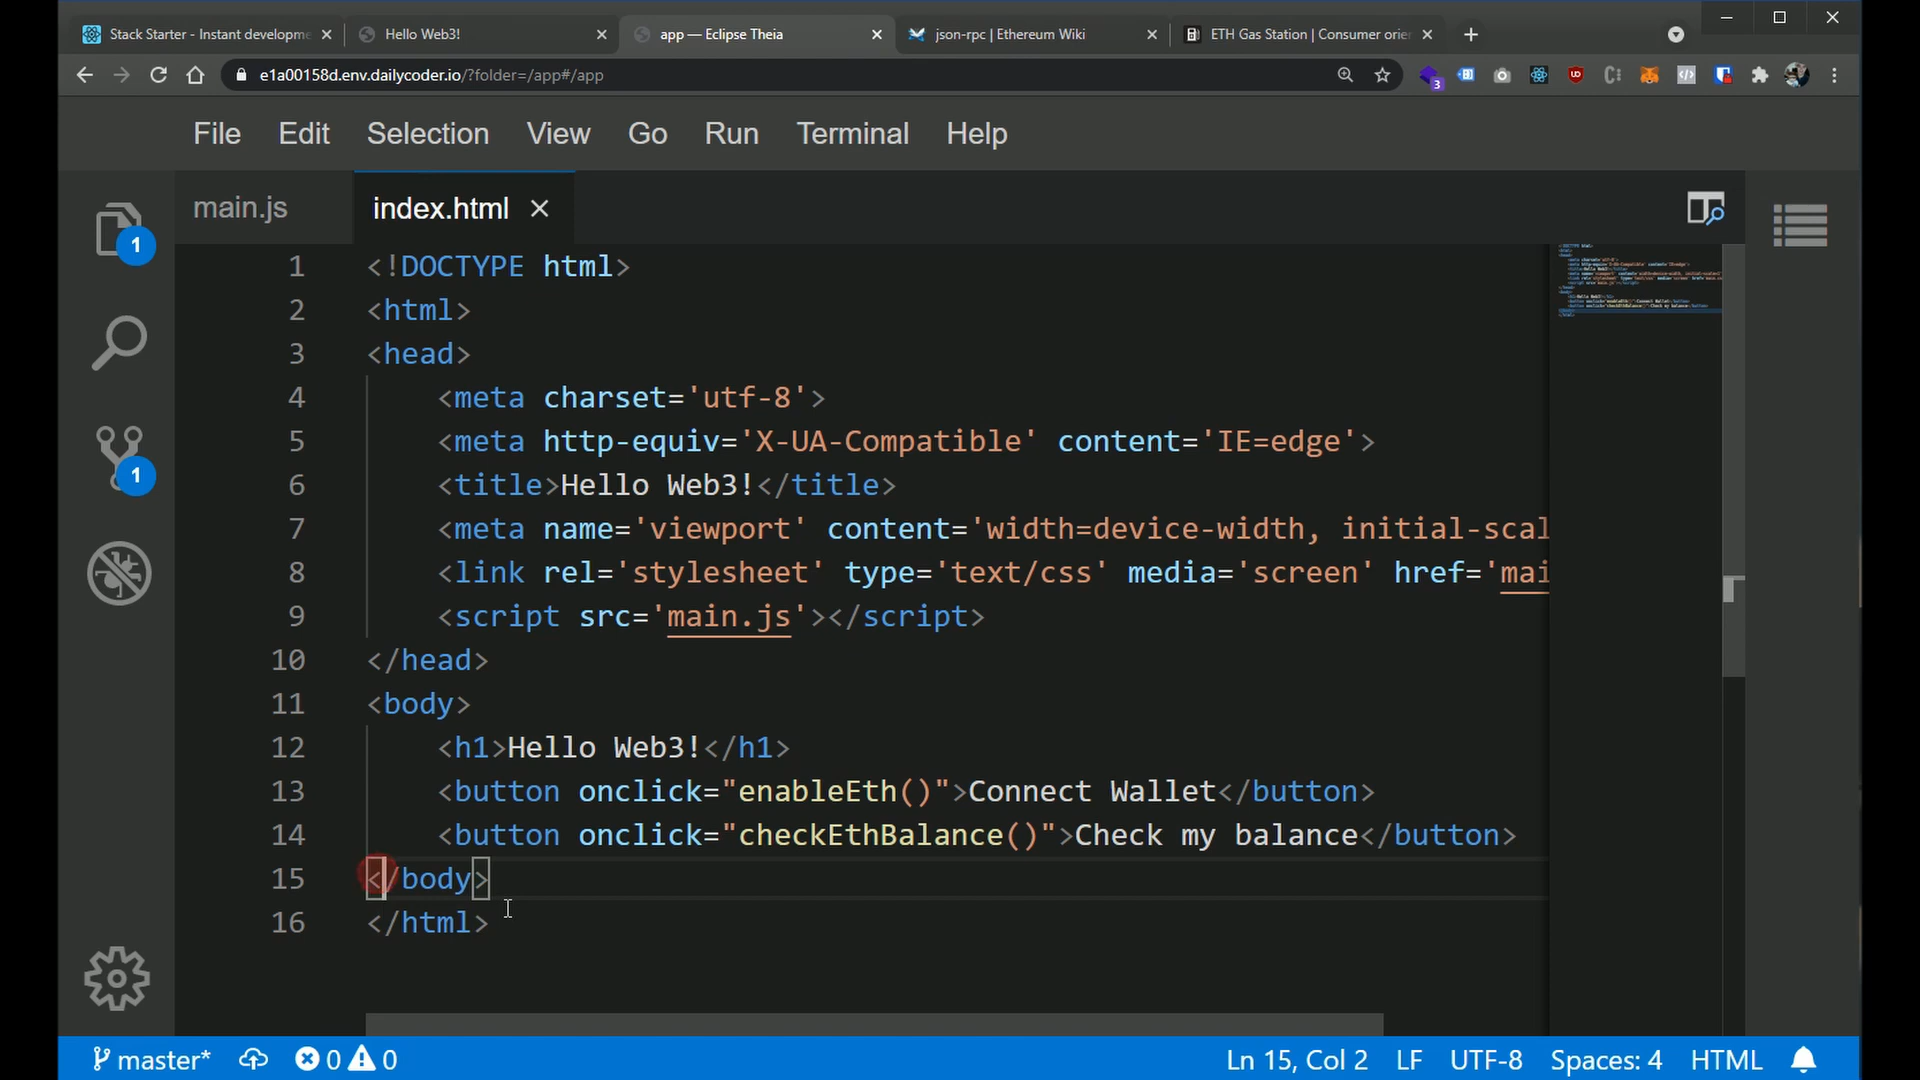 Stack Starter - Instant developme
Hello Web3!
app — Eclipse Theia
json-rpc | Ethereum Wiki
ETH Gas Station | Consumer orien
e1a00158d.env.dailycoder.io/?folder=/app#/app
3
File Edit Selection View Go Run Terminal Help
main.js
index.html
1
1
1 <!DOCTYPE html>
2 <html>
3 <head>
4 <meta charset='utf-8'>
5 <meta http-equiv='X-UA-Compatible' content='IE=edge'>
6 <title>Hello Web3!</title>
7 <meta name='viewport' content='width=device-width, initial-scal
8 <link rel='stylesheet' type='text/css' media='screen' href='mai
9 <script src='main.js'></script>
10 </head>
11 <body>
12 <h1>Hello Web3!</h1>
13 <button onclick="enableEth()">Connect Wallet</button>
14 <button onclick="checkEthBalance()">Check my balance</button>
15 </body>
16 </html>
master* 0 0 Ln 15, Col 2 LF UTF-8 Spaces: 4 HTML